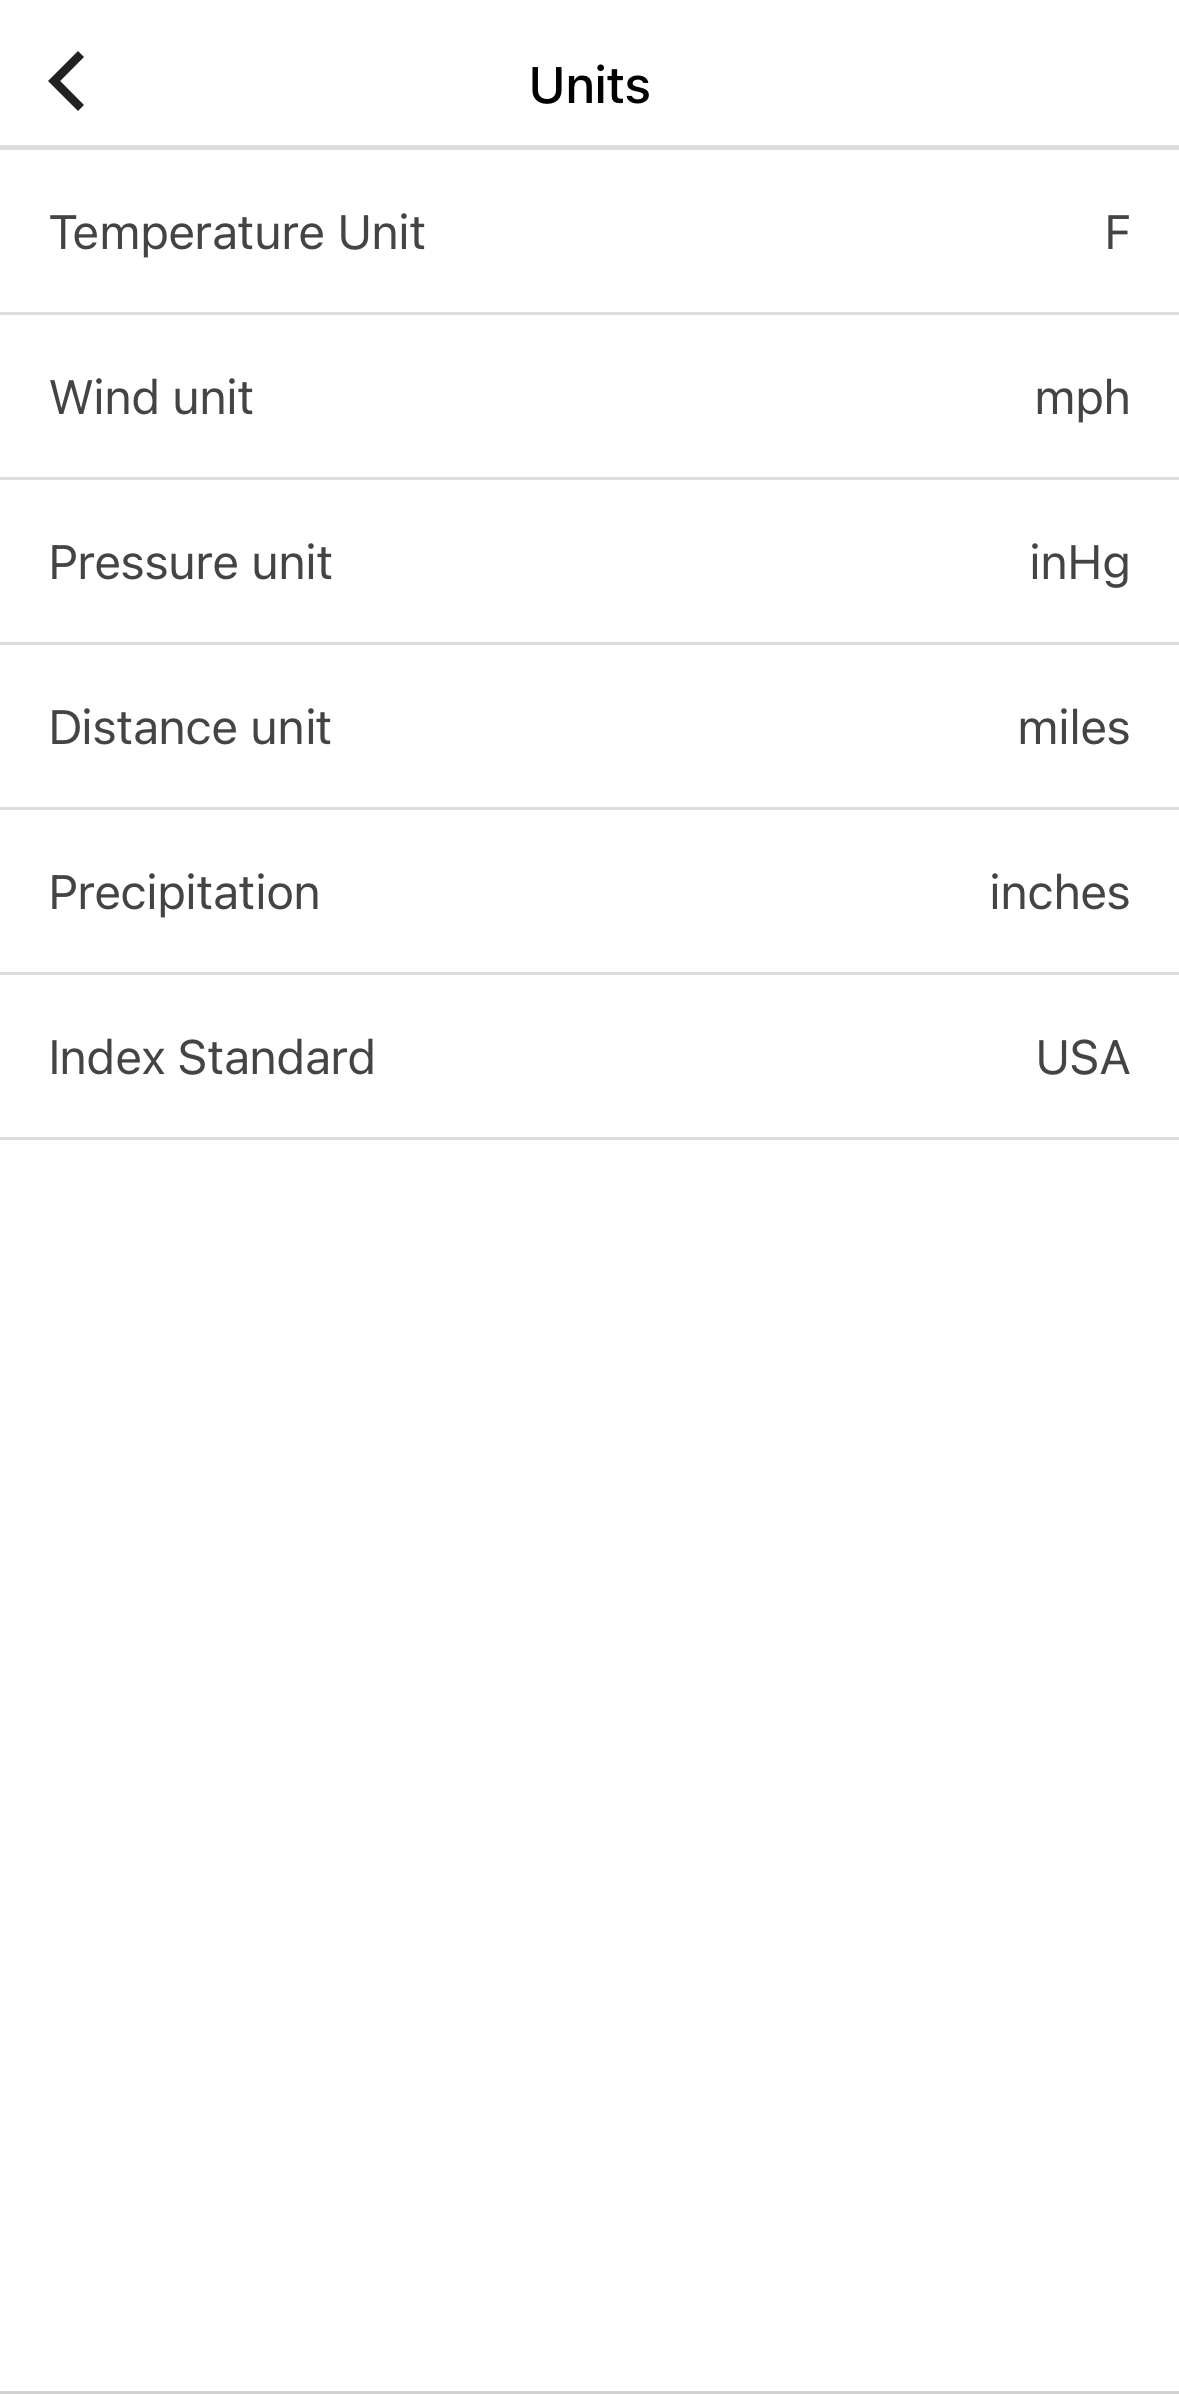 Units
Temperature Unit F
Wind unit mph
Pressure unit inHg
Distance unit miles
Precipitation inches
Index Standard USA